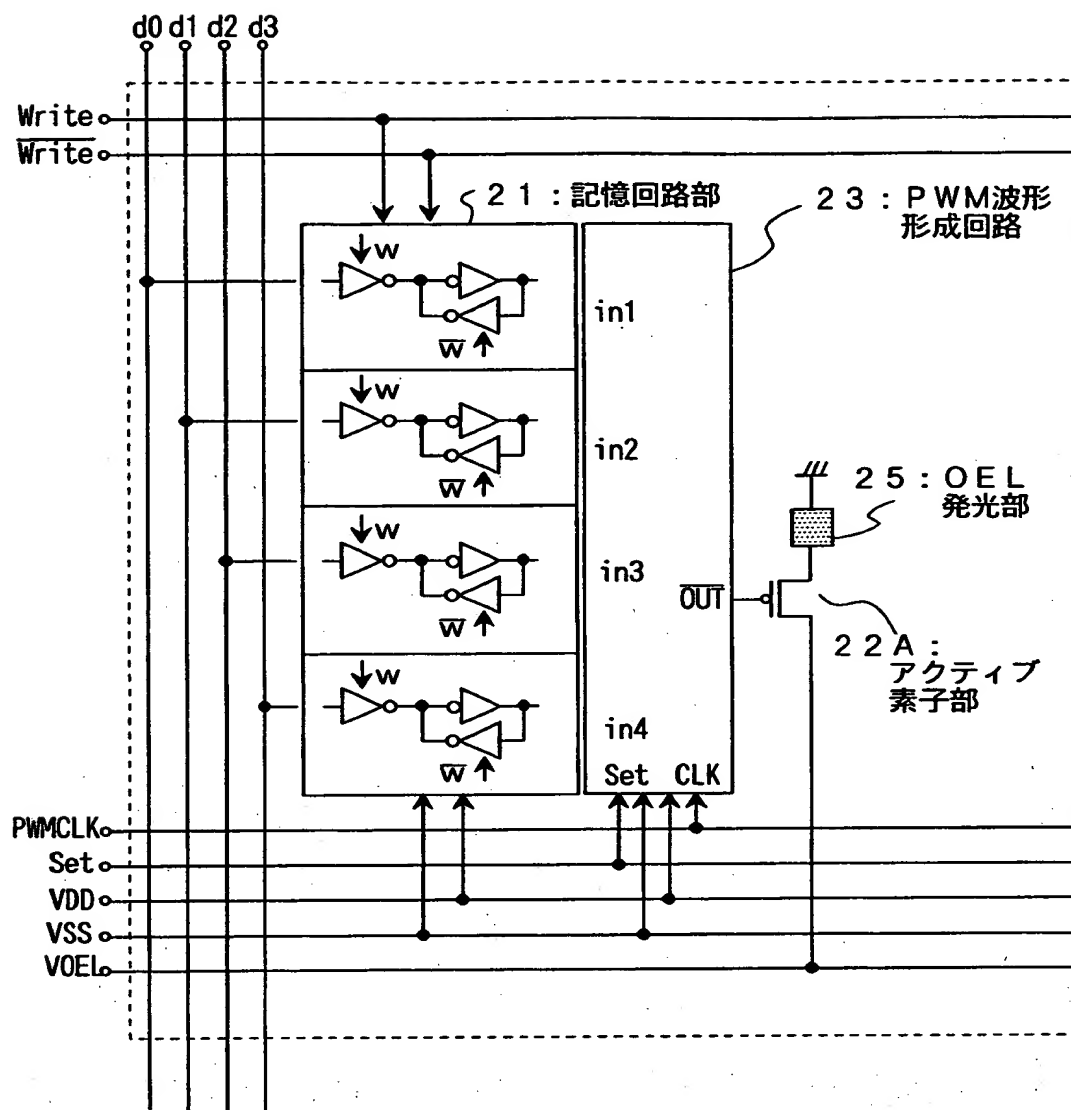 d0 d1 d2 d3
Write
W̅r̅i̅t̅e̅
21:記憶回路部
23:PWM波形
形成回路
W
W̅
in1
W
W̅
in2
W
W̅
in3
O̅U̅T̅
W
W̅
in4
Set CLK
25:OEL
発光部
22A:
アクティブ
素子部
PWMCLK
Set
VDD
VSS
VOEL